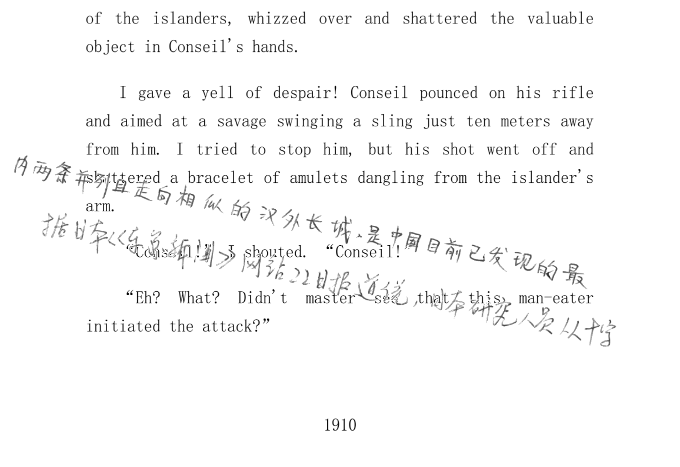 of the islanders, whizzed over and shattered the valuable
object in Conseil's hands.
I gave a yell of despair! Conseil pounced on his rifle
and aimed at a savage swinging a sling just ten meters away
from him. I tried to stop him, but his shot went off and
shattered a bracelet of amulets dangling from the islander's
arm.
内两条并列且走向相似的汉外长城、是中国目前已发现的最
“Conseil!” I shouted. “Conseil!”
据日本《东京新闻》网站22日报道说,日本研究人员从十字
“Eh? What? Didn't master see that this man-eater
initiated the attack?”
1910